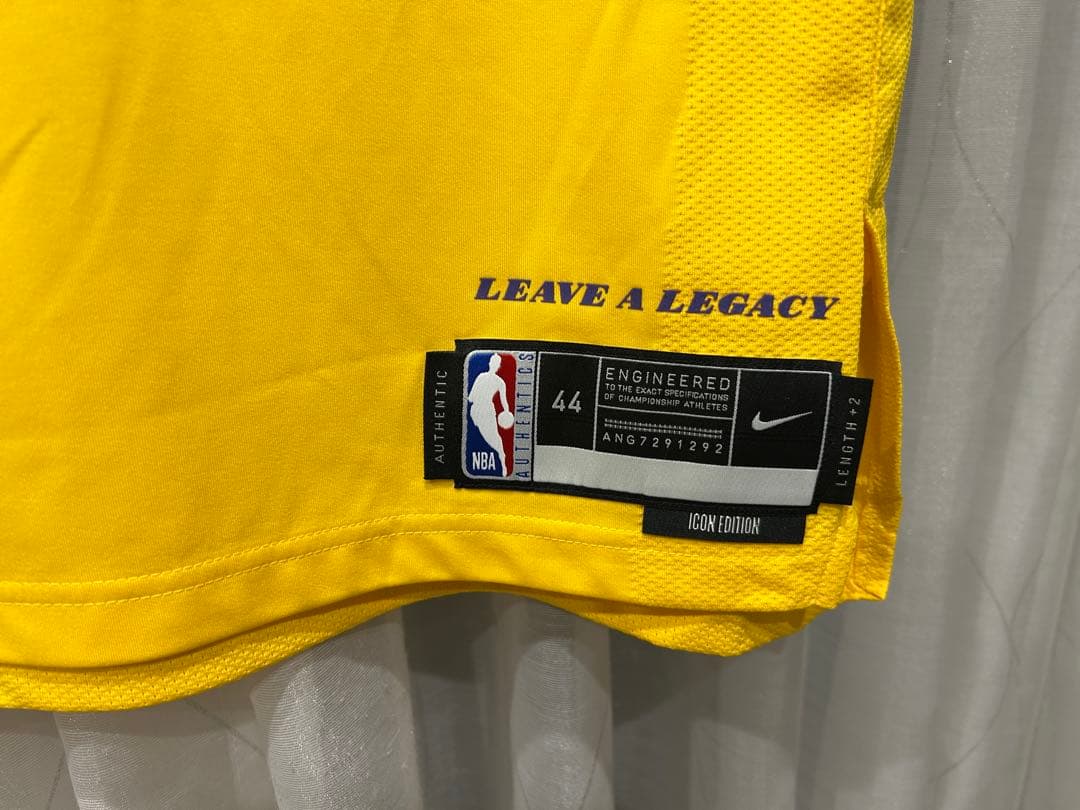 LEAVE A LEGACY
AUTHENTIC
NBA
AUTHENTICS
44
ENGINEERED
TO THE EXACT SPECIFICATIONS
OF CHAMPIONSHIP ATHLETES
ANG7291292
LENGTH+2
ICON EDITION